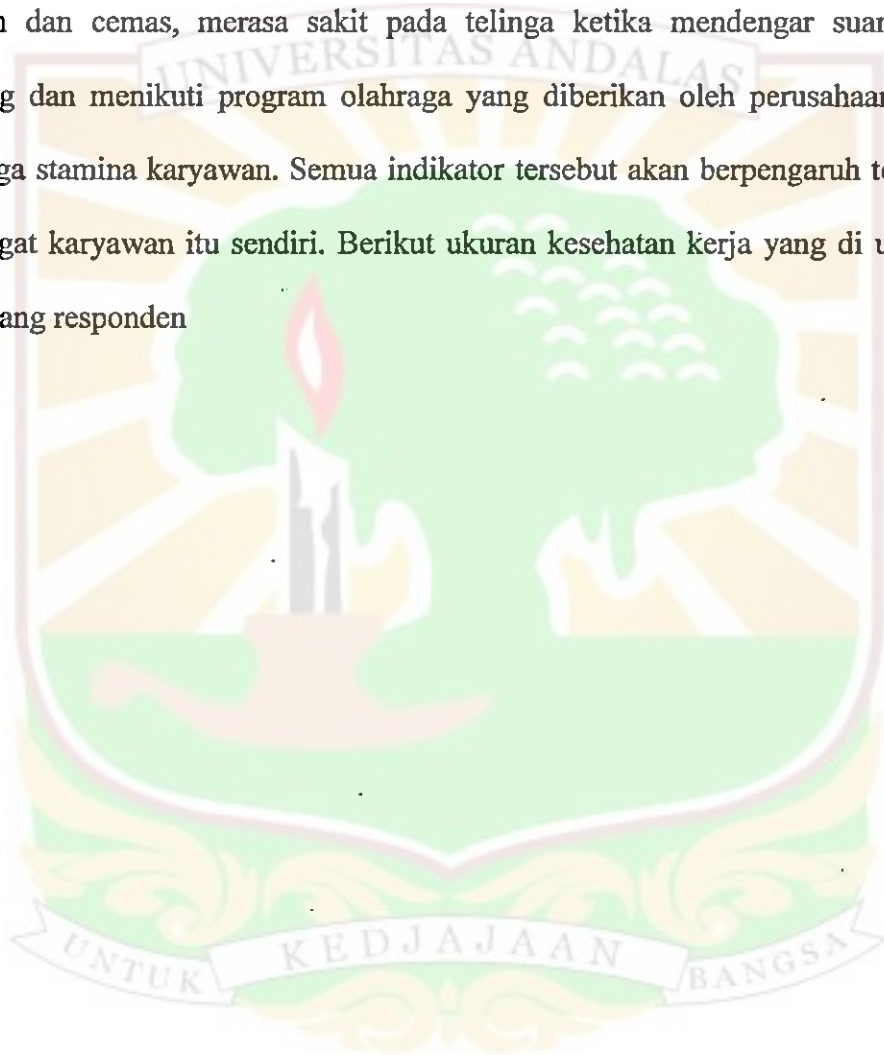 dan cemas, merasa sakit pada telinga ketika mendengar suar
UNIVERSITAS ANDALAS
g dan menikuti program olahraga yang diberikan oleh perusahaan
ga stamina karyawan. Semua indikator tersebut akan berpengaruh te
gat karyawan itu sendiri. Berikut ukuran kesehatan kerja yang di u
ang responden
UNTUK KEDJAJAAN BANGSA